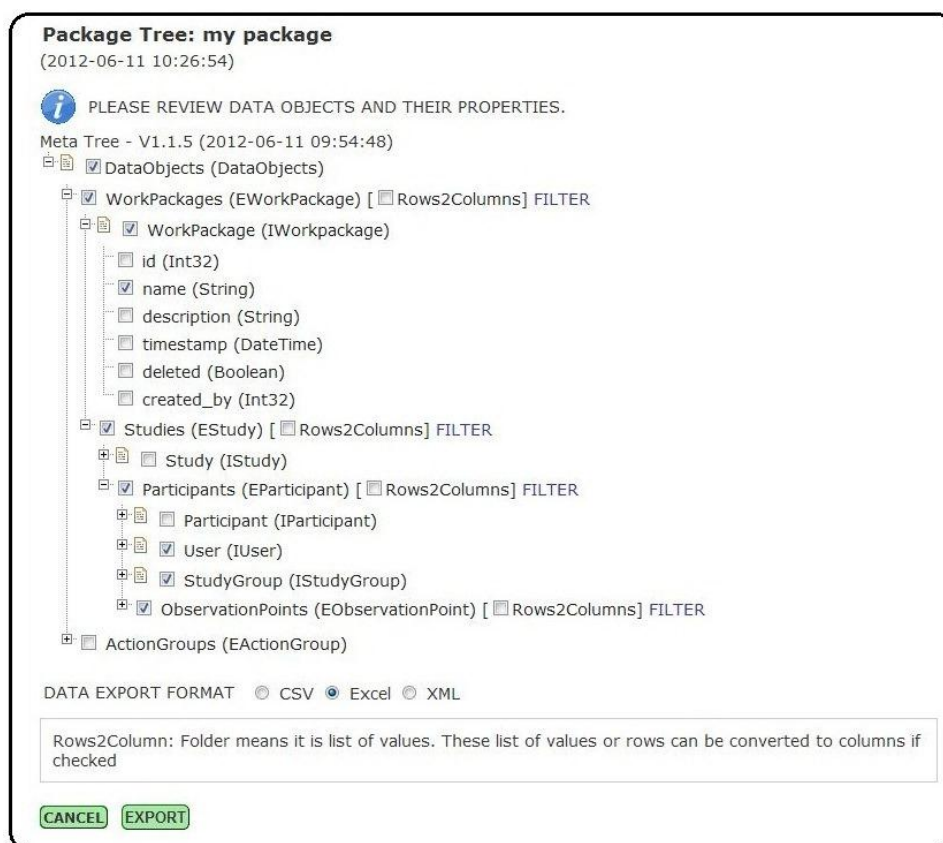 Package Tree: my package
(2012-06-11 10:26:54)
PLEASE REVIEW DATA OBJECTS AND THEIR PROPERTIES.
Meta Tree - V1.1.5 (2012-06-11 09:54:48)
DataObjects (DataObjects)
WorkPackages (EWorkPackage) [ Rows2Columns] FILTER
WorkPackage (IWorkpackage)
id (Int32)
name (String)
description (String)
timestamp (DateTime)
deleted (Boolean)
created_by (Int32)
Studies (EStudy) [ Rows2Columns] FILTER
Study (IStudy)
Participants (EParticipant) [ Rows2Columns] FILTER
Participant (IParticipant)
User (IUser)
StudyGroup (IStudyGroup)
ObservationPoints (EObservationPoint) [ Rows2Columns] FILTER
ActionGroups (EActionGroup)
DATA EXPORT FORMAT CSV Excel XML
Rows2Column: Folder means it is list of values. These list of values or rows can be converted to columns if
checked
CANCEL EXPORT